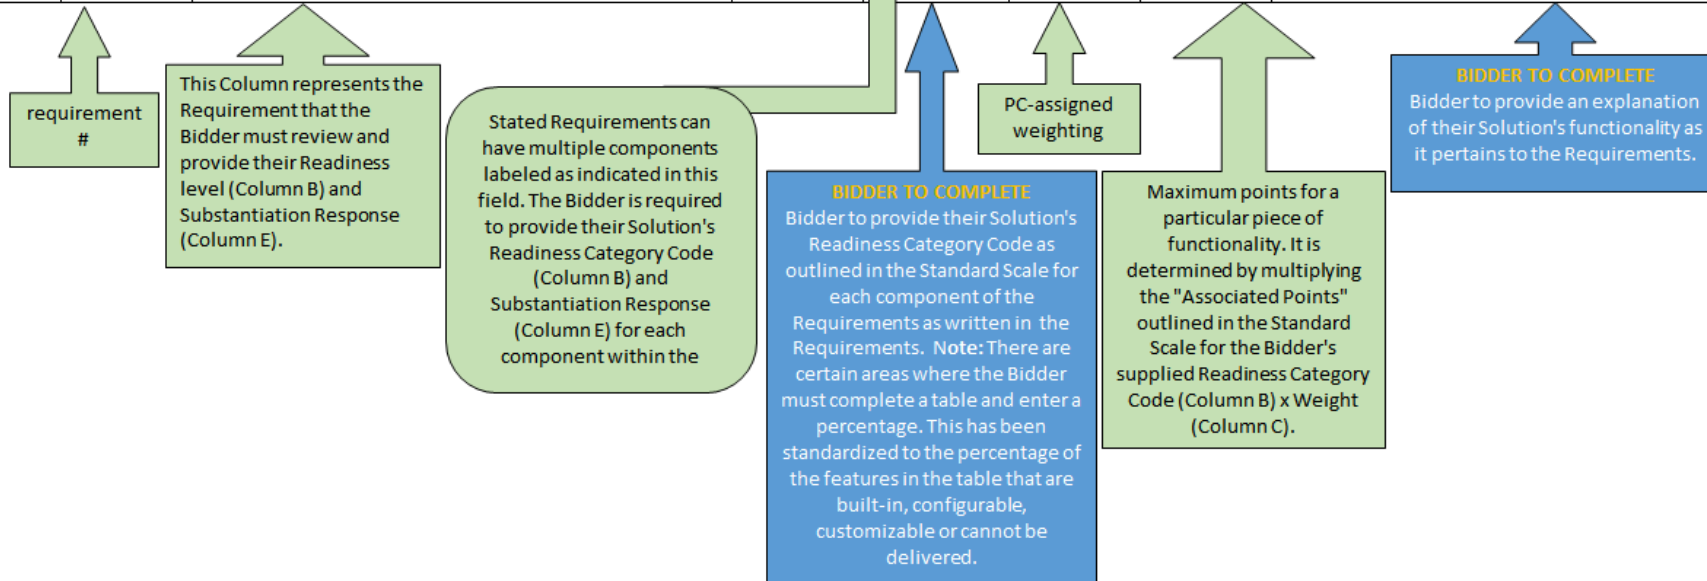 requirement
#
This Column represents the
Requirement that the
Bidder must review and
provide their Readiness
level (Column B) and
Substantiation Response
(Column E).
Stated Requirements can
have multiple components
labeled as indicated in this
field. The Bidder is required
to provide their Solution's
Readiness Category Code
(Column B) and
Substantiation Response
(Column E) for each
component within the
BIDDER TO COMPLETE
Bidder to provide their Solution's
Readiness Category Code as
outlined in the Standard Scale for
each component of the
Requirements as written in the
Requirements. Note: There are
certain areas where the Bidder
must complete a table and enter a
percentage. This has been
standardized to the percentage of
the features in the table that are
built-in, configurable,
customizable or cannot be
delivered.
PC-assigned
weighting
Maximum points for a
particular piece of
functionality. It is
determined by multiplying
the "Associated Points"
outlined in the Standard
Scale for the Bidder's
supplied Readiness Category
Code (Column B) x Weight
(Column C).
BIDDER TO COMPLETE
Bidder to provide an explanation
of their Solution's functionality as
it pertains to the Requirements.